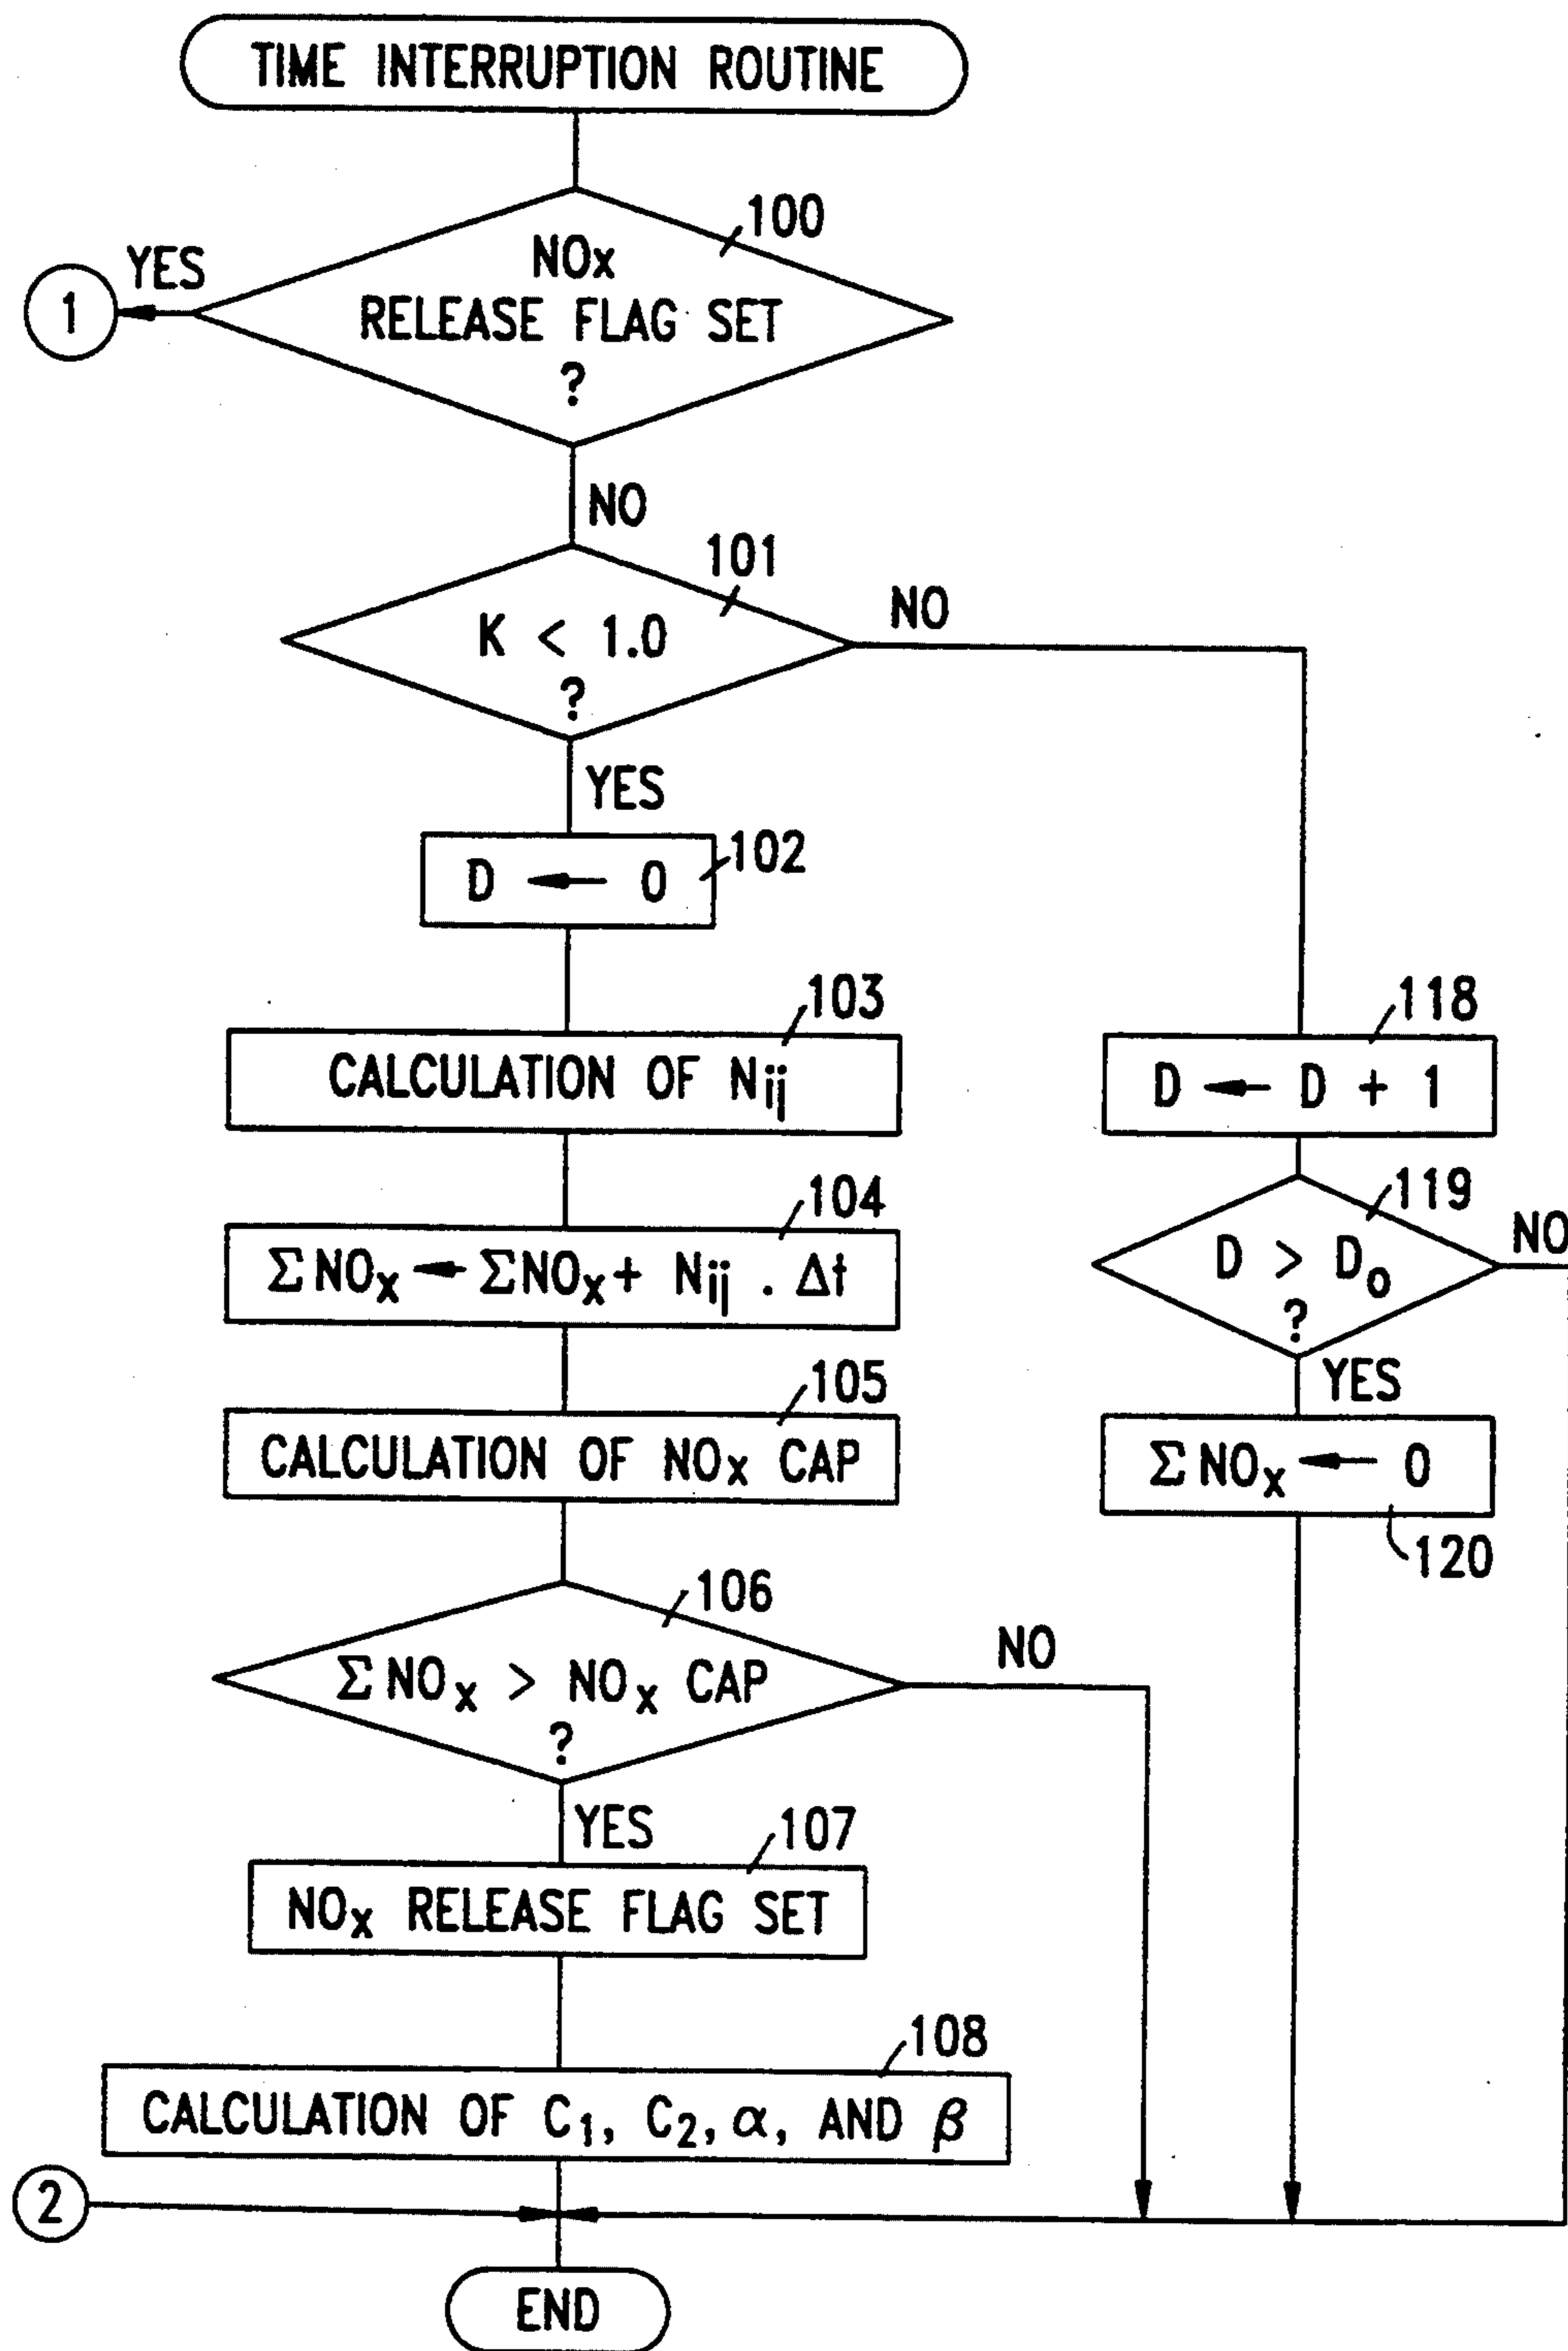 TIME INTERRUPTION ROUTINE
100
NOx
RELEASE FLAG SET
?
YES
1
NO
101
K < 1.0
?
NO
YES
D ← 0
102
103
CALCULATION OF Nij
118
D ← D + 1
104
ΣNOx ← ΣNOx + Nij . Δt
119
D > Do
?
NO
YES
105
CALCULATION OF NOx CAP
ΣNOx ← 0
120
106
ΣNOx > NOx CAP
?
NO
YES
107
NOx RELEASE FLAG SET
108
CALCULATION OF C1, C2, α, AND β
2
END